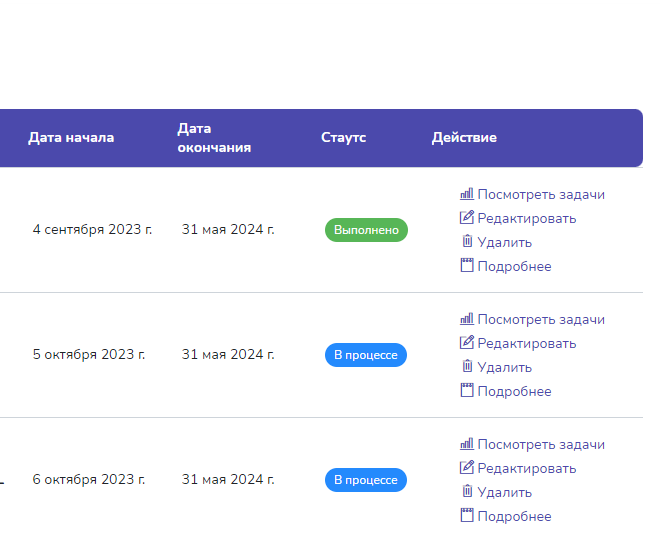 Дата начала Дата окончания Стаутс Действие
4 сентября 2023 г. 31 мая 2024 г. Выполнено
Посмотреть задачи
Редактировать
Удалить
Подробнее
5 октября 2023 г. 31 мая 2024 г. В процессе
Посмотреть задачи
Редактировать
Удалить
Подробнее
6 октября 2023 г. 31 мая 2024 г. В процессе
Посмотреть задачи
Редактировать
Удалить
Подробнее